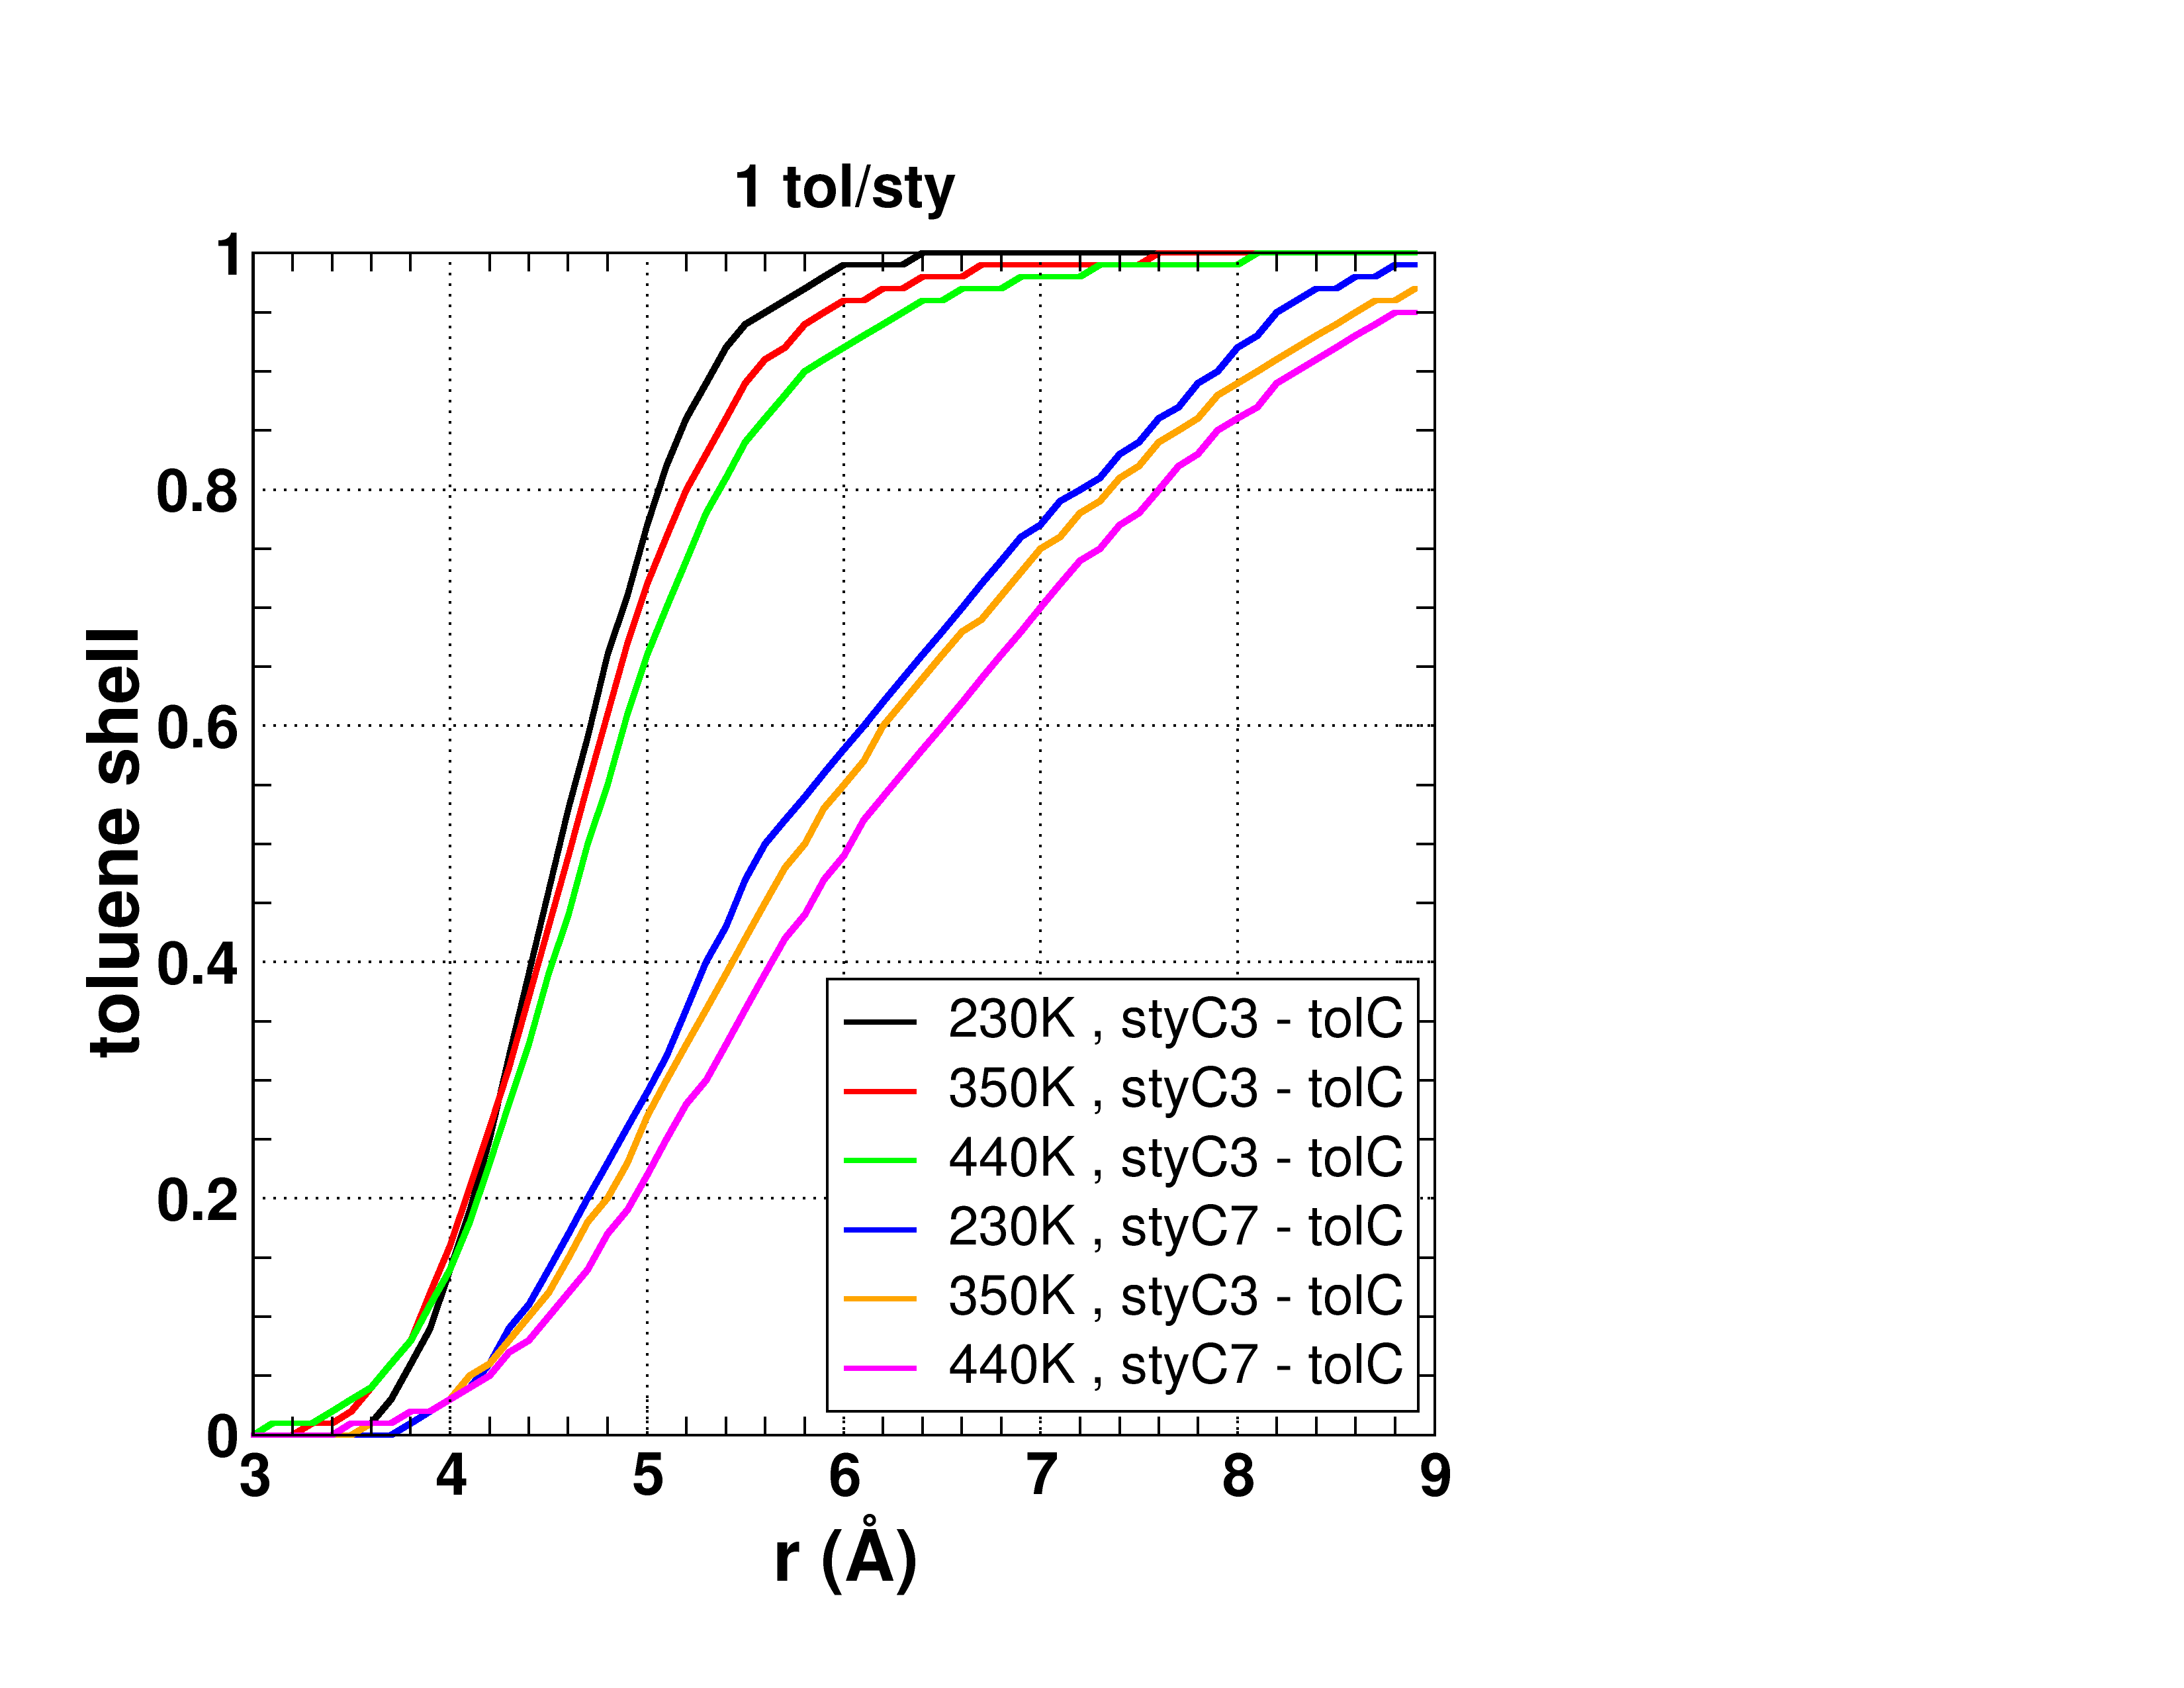 1 tol/sty
1
0.8
0.6
0.4
0.2
0
toluene shell
230K , styC3 - tolC
350K , styC3 - tolC
440K , styC3 - tolC
230K , styC7 - tolC
350K , styC3 - tolC
440K , styC7 - tolC
3 4 5 6 7 8 9
r (Å)